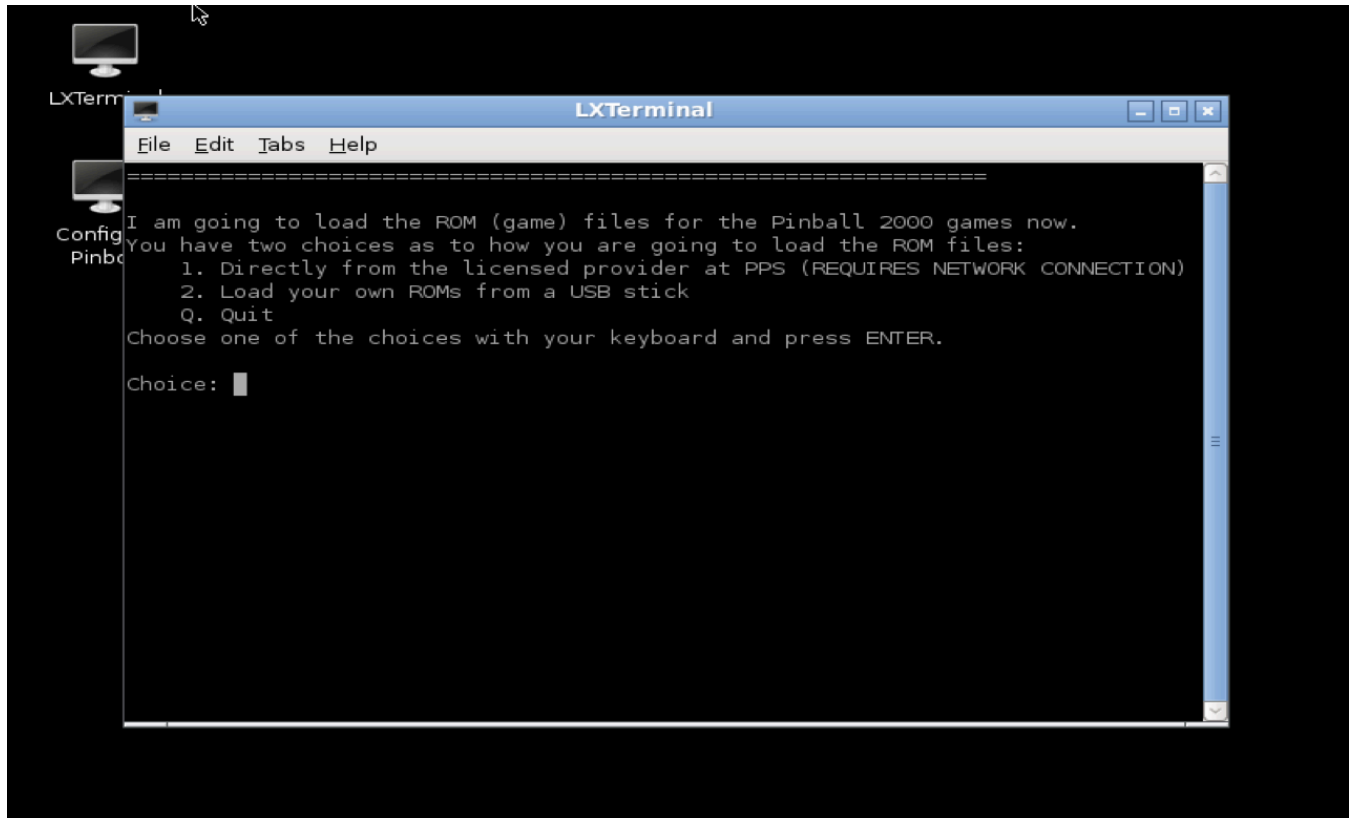 LXTerm
LXTerminal
File Edit Tabs Help
================================================================
I am going to load the ROM (game) files for the Pinball 2000 games now.
Config
You have two choices as to how you are going to load the ROM files:
Pinb
1. Directly from the licensed provider at PPS (REQUIRES NETWORK CONNECTION)
2. Load your own ROMs from a USB stick
Q. Quit
Choose one of the choices with your keyboard and press ENTER.
Choice: